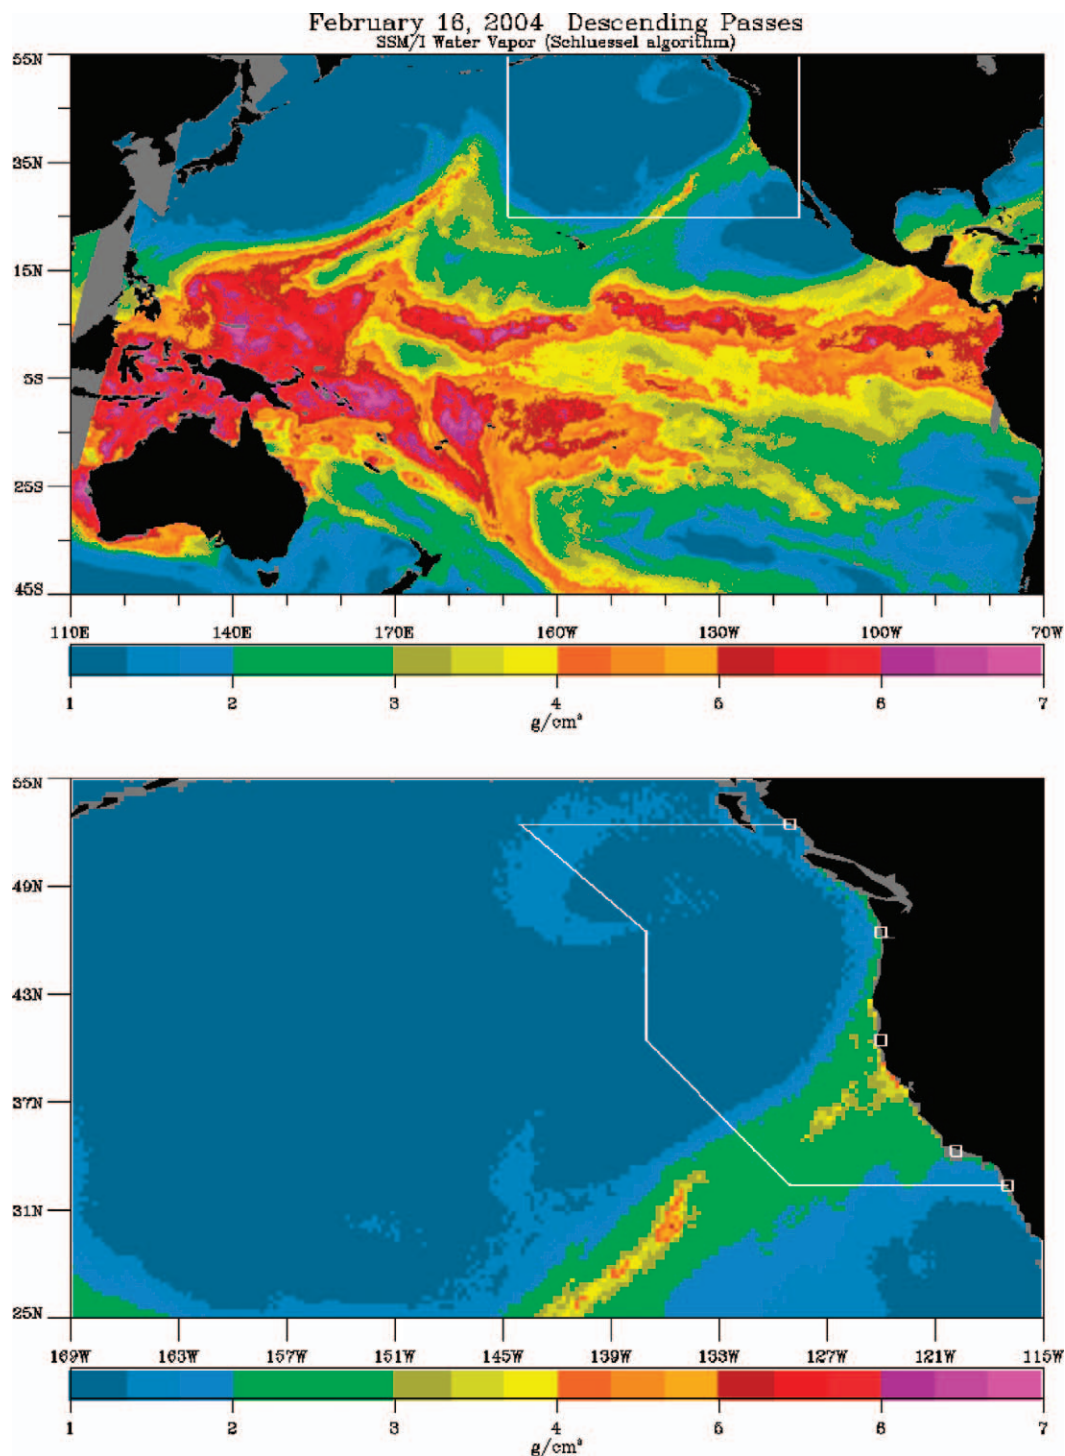 February 16, 2004 Descending Passes
SSM/I Water Vapor (Schluessel algorithm)
55N
35N
15N
5S
25S
45S
110E 140E 170E 160W 130W 100W 70W
1 2 3 4 5 6 7
g/cm²
55N
49N
43N
37N
31N
25N
169W 163W 157W 151W 145W 139W 133W 127W 121W 115W
1 2 3 4 5 6 7
g/cm²